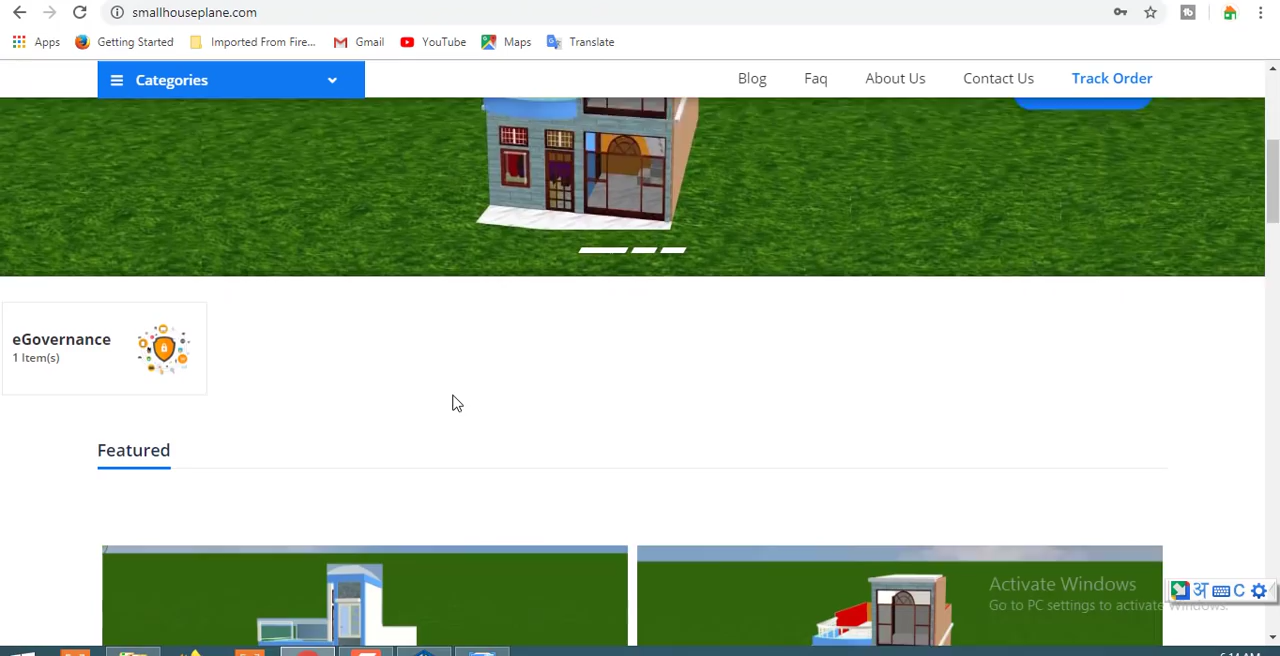 smallhouseplane.com
Apps Getting Started Imported From Fire... Gmail YouTube Maps Translate
Categories Blog Faq About Us Contact Us Track Order
eGovernance
1 Item(s)
Featured
Activate Windows
Go to PC settings to activate Windows.
अ C